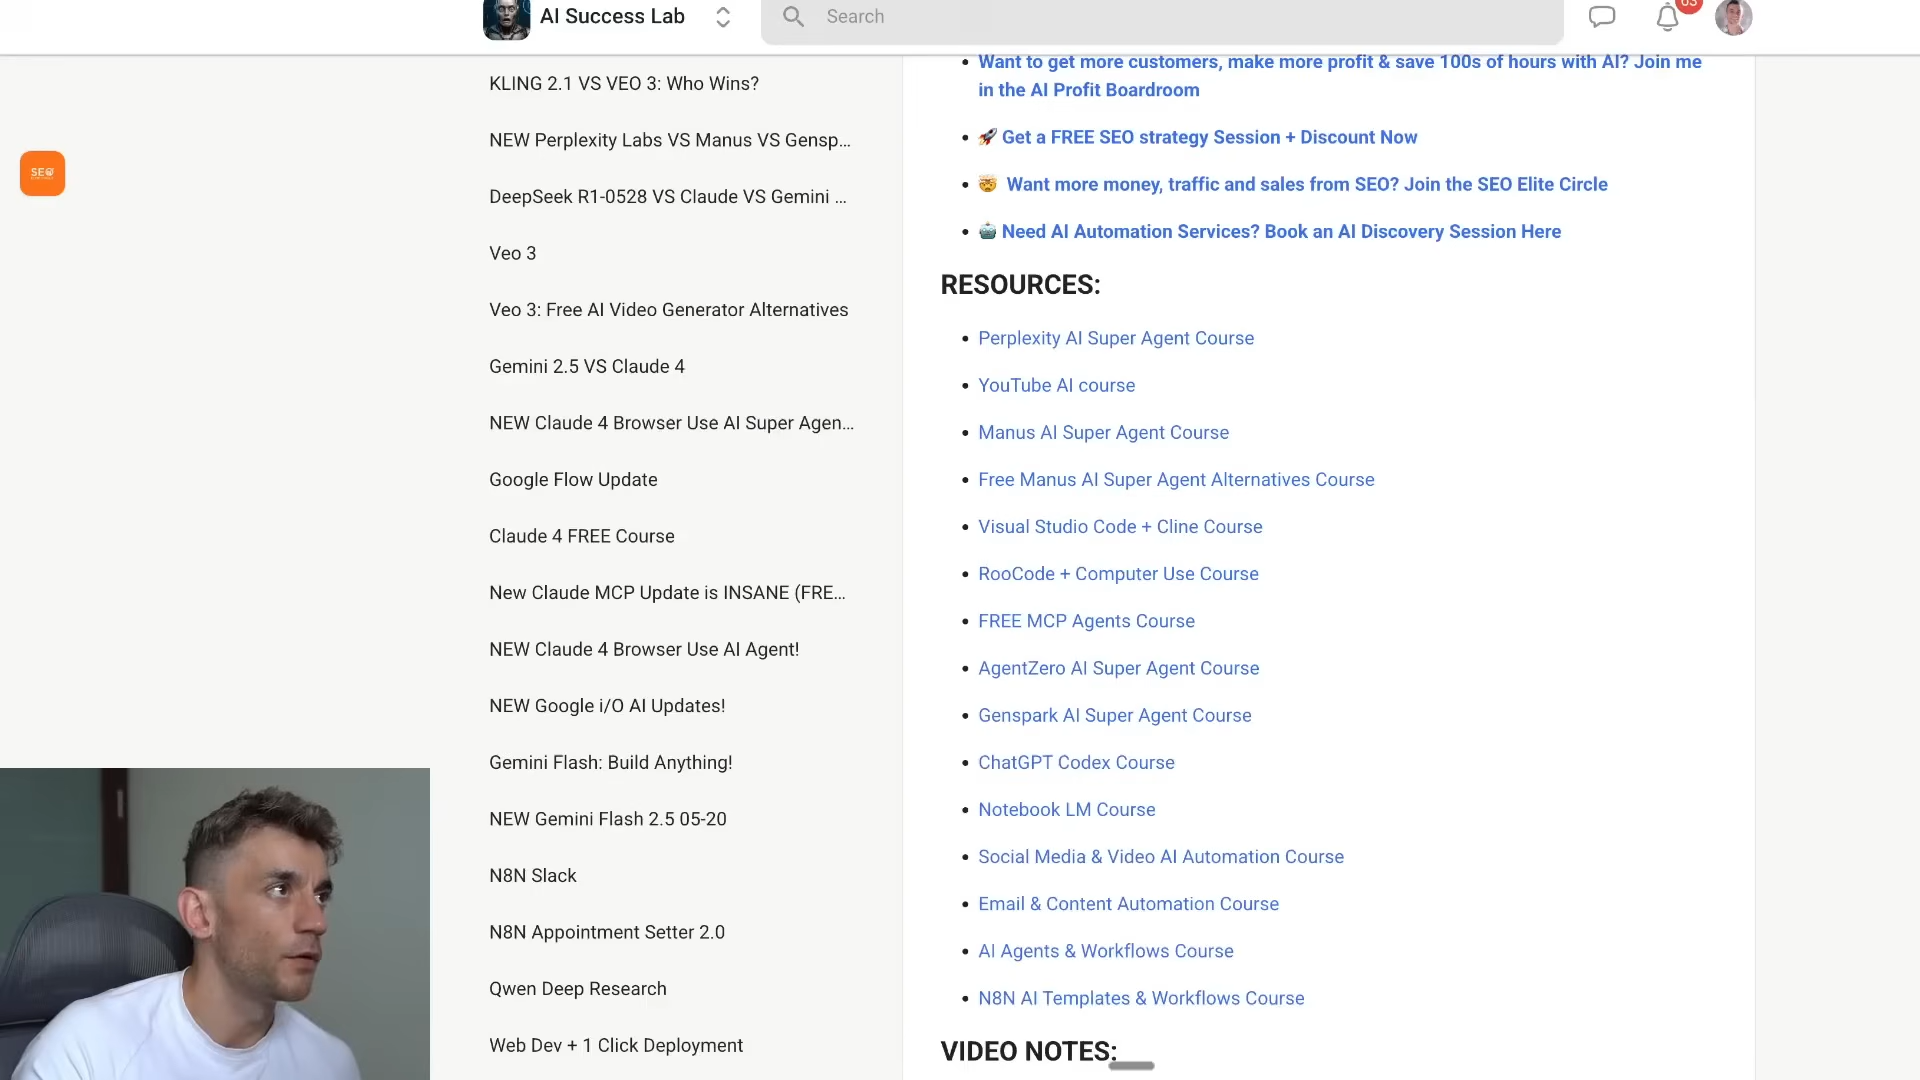 AI Success Lab
Search
63
SEO
KLING 2.1 VS VEO 3: Who Wins?
NEW Perplexity Labs VS Manus VS Gensp...
DeepSeek R1-0528 VS Claude VS Gemini ...
Veo 3
Veo 3: Free AI Video Generator Alternatives
Gemini 2.5 VS Claude 4
NEW Claude 4 Browser Use AI Super Agen...
Google Flow Update
Claude 4 FREE Course
New Claude MCP Update is INSANE (FRE...
NEW Claude 4 Browser Use AI Agent!
NEW Google i/O AI Updates!
Gemini Flash: Build Anything!
NEW Gemini Flash 2.5 05-20
N8N Slack
N8N Appointment Setter 2.0
Qwen Deep Research
Web Dev + 1 Click Deployment
Want to get more customers, make more profit & save 100s of hours with AI? Join me
in the AI Profit Boardroom
🚀 Get a FREE SEO strategy Session + Discount Now
🤯 Want more money, traffic and sales from SEO? Join the SEO Elite Circle
🤖 Need AI Automation Services? Book an AI Discovery Session Here
RESOURCES:
Perplexity AI Super Agent Course
YouTube AI course
Manus AI Super Agent Course
Free Manus AI Super Agent Alternatives Course
Visual Studio Code + Cline Course
RooCode + Computer Use Course
FREE MCP Agents Course
AgentZero AI Super Agent Course
Genspark AI Super Agent Course
ChatGPT Codex Course
Notebook LM Course
Social Media & Video AI Automation Course
Email & Content Automation Course
AI Agents & Workflows Course
N8N AI Templates & Workflows Course
VIDEO NOTES: